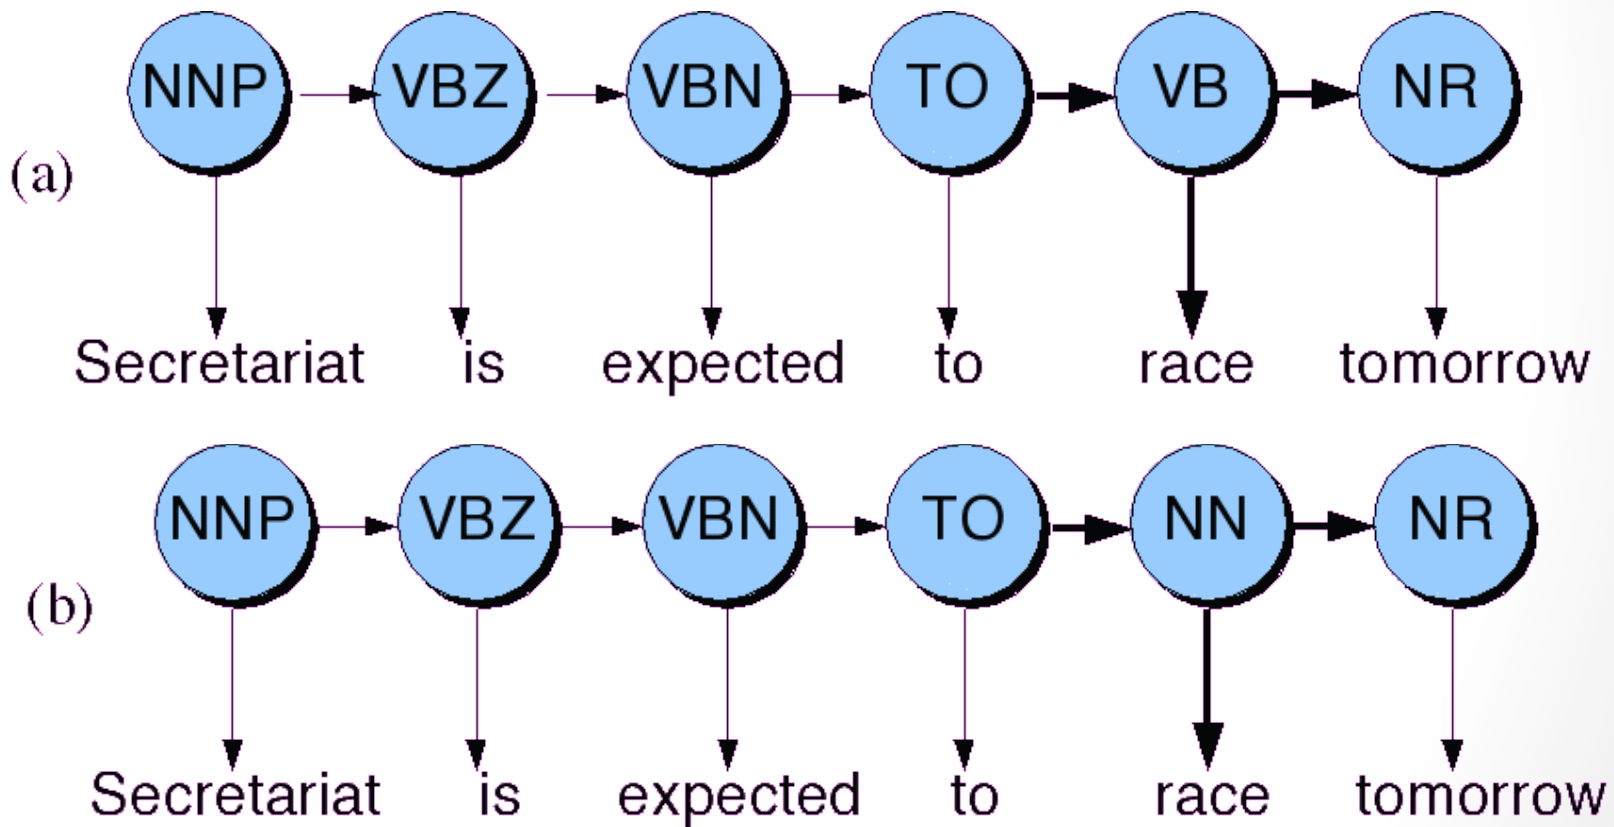 NNP VBZ VBN TO VB NR
(a)
Secretariat is expected to race tomorrow
NNP VBZ VBN TO NN NR
(b)
Secretariat is expected to race tomorrow